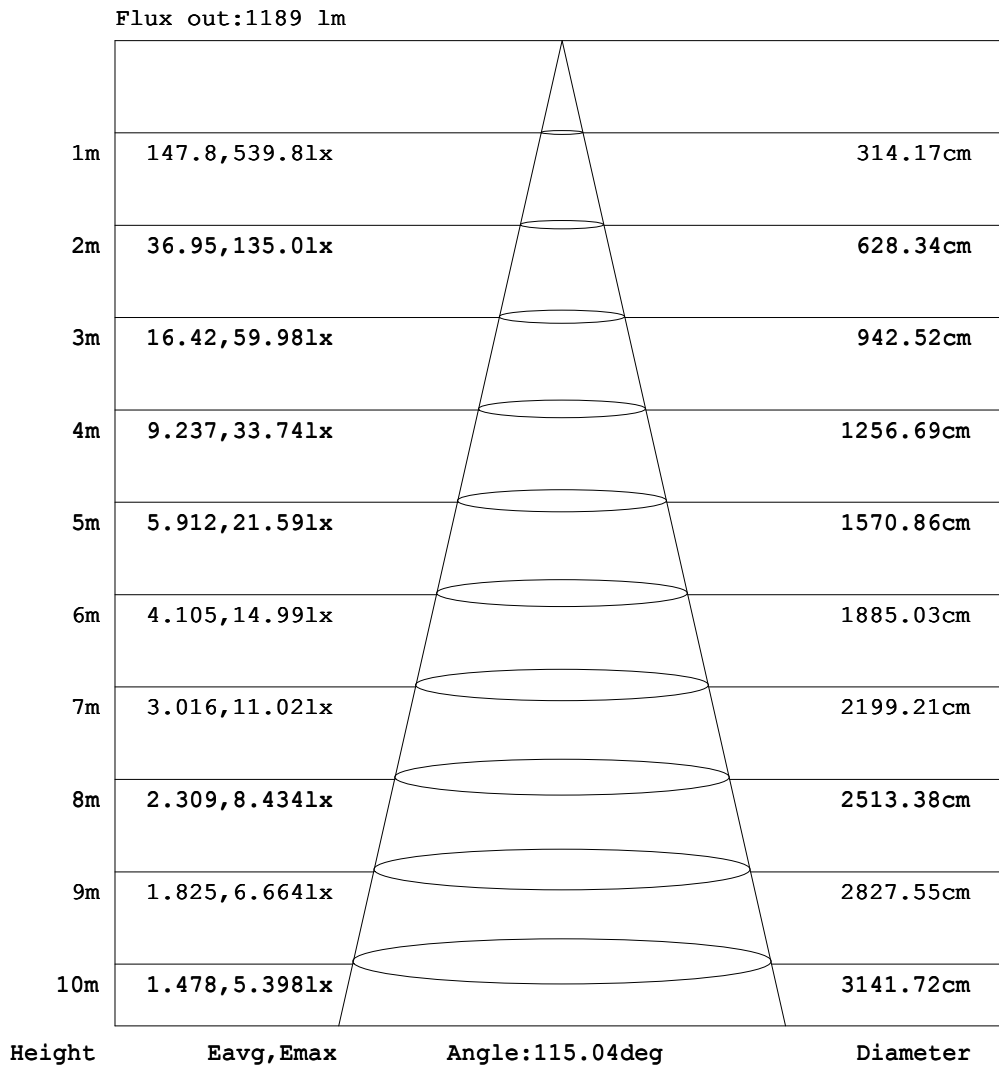 Flux out:1189 lm
1m 147.8,539.8lx 314.17cm
2m 36.95,135.0lx 628.34cm
3m 16.42,59.98lx 942.52cm
4m 9.237,33.74lx 1256.69cm
5m 5.912,21.59lx 1570.86cm
6m 4.105,14.99lx 1885.03cm
7m 3.016,11.02lx 2199.21cm
8m 2.309,8.434lx 2513.38cm
9m 1.825,6.664lx 2827.55cm
10m 1.478,5.398lx 3141.72cm
Height Eavg,Emax Angle:115.04deg Diameter